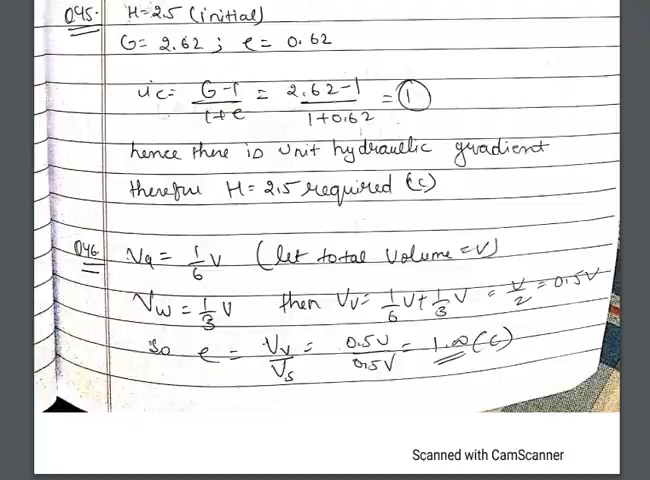 Q45. H=2.5 (initial)
G= 2.62 ; e= 0.62
ic= G-1/1+e = 2.62-1/1+0.62 = 1
hence there is unit hydraulic gradient
therefore H=2.5 required (c)
Q46. Va= 1/6 V (let total volume =V)
Vw= 1/3 V then Vv= 1/6 V+ 1/3 V = V/2 = 0.5V
so e = Vv/Vs = 0.5V/0.5V = 1.00 (c)
Scanned with CamScanner